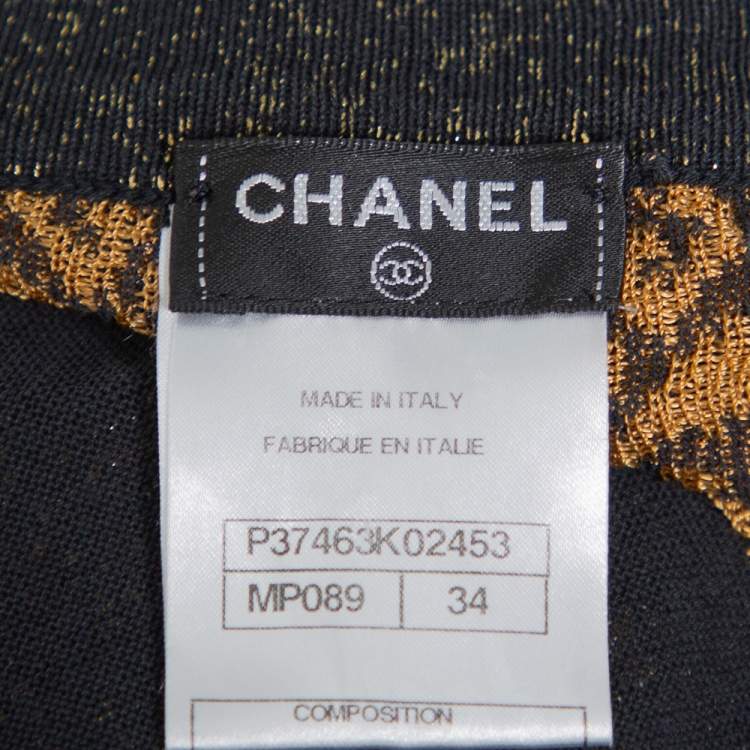 CHANEL
MADE IN ITALY
FABRIQUE EN ITALIE
P37463K02453
MP089 34
COMPOSITION